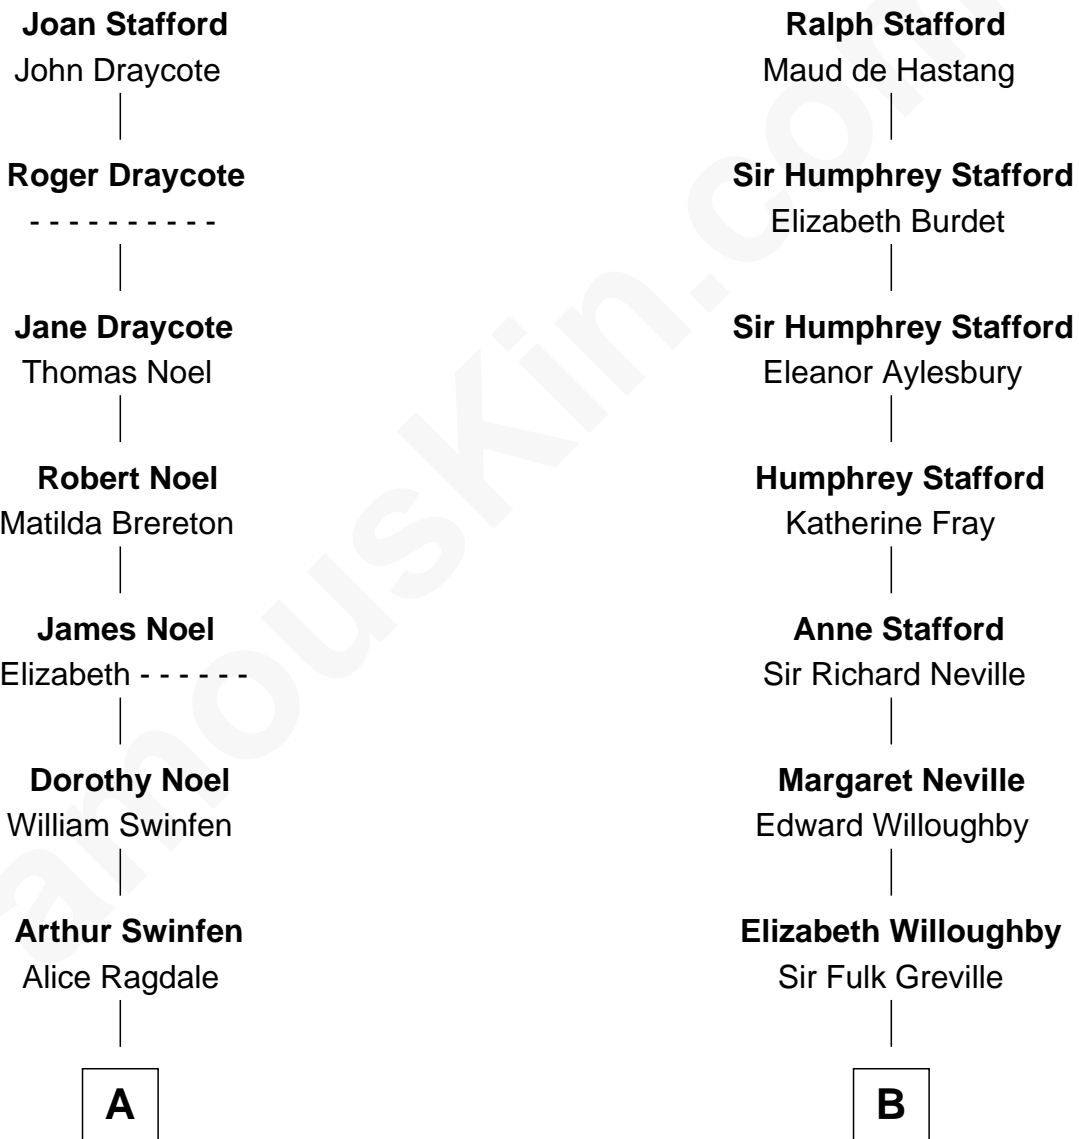 Joan Stafford
John Draycote
Roger Draycote
- - - - - - - - - -
Jane Draycote
Thomas Noel
Robert Noel
Matilda Brereton
James Noel
Elizabeth - - - - - -
Dorothy Noel
William Swinfen
Arthur Swinfen
Alice Ragdale
A
Ralph Stafford
Maud de Hastang
Sir Humphrey Stafford
Elizabeth Burdet
Sir Humphrey Stafford
Eleanor Aylesbury
Humphrey Stafford
Katherine Fray
Anne Stafford
Sir Richard Neville
Margaret Neville
Edward Willoughby
Elizabeth Willoughby
Sir Fulk Greville
B
amouskin.com